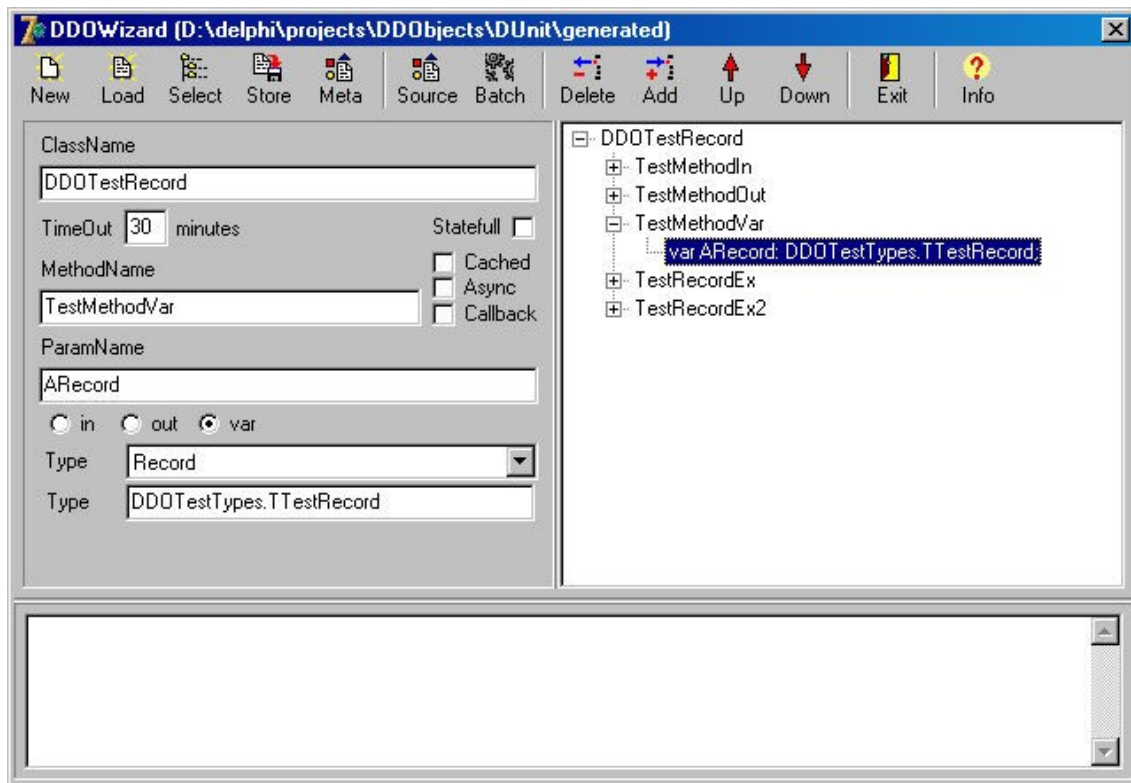 DDOWizard (D:\delphi\projects\DDObjects\DUnit\generated)
New Load Select Store Meta Source Batch Delete Add Up Down Exit Info
ClassName
DDOTestRecord
TimeOut 30 minutes Statefull
MethodName Cached
Async
TestMethodVar Callback
ParamName
ARecord
in out var
Type Record
Type DDOTestTypes.TTestRecord
DDOTestRecord
TestMethodIn
TestMethodOut
TestMethodVar
var ARecord: DDOTestTypes.TTestRecord;
TestRecordEx
TestRecordEx2